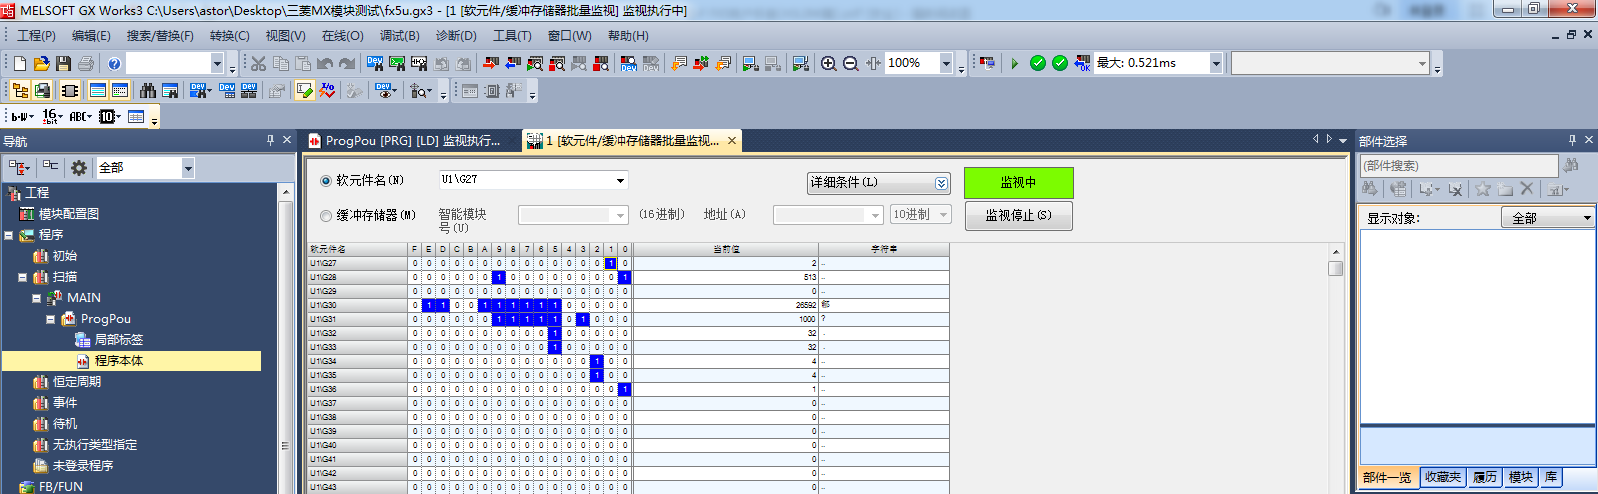 MELSOFT GX Works3 C:\Users\astor\Desktop\三菱MX模块测试\fx5u.gx3 - [1 [软元件/缓冲存储器批量监视] 监视执行中]
工程(P) 编辑(E) 搜索/替换(F) 转换(C) 视图(V) 在线(O) 调试(B) 诊断(D) 工具(T) 窗口(W) 帮助(H)
100% 最大: 0.521ms
导航
全部
工程
模块配置图
程序
初始
扫描
MAIN
ProgPou
局部标签
程序本体
恒定周期
事件
待机
无执行类型指定
未登录程序
FB/FUN
ProgPou [PRG] [LD] 监视执行... 1 [软元件/缓冲存储器批量监视...
软元件名(N) U1\G27 详细条件(L) 监视中
缓冲存储器(M) 智能模块号(U) (16进制) 地址(A) 10进制 监视停止(S)
软元件名 F E D C B A 9 8 7 6 5 4 3 2 1 0 当前值 字符串
U1\G27 0 0 0 0 0 0 0 0 0 0 0 0 0 0 1 0 2 ..
U1\G28 0 0 0 0 0 0 1 0 0 0 0 0 0 0 0 1 513 ..
U1\G29 0 0 0 0 0 0 0 0 0 0 0 0 0 0 0 0 0 ..
U1\G30 0 1 1 0 0 1 1 1 1 1 1 0 0 0 0 0 26592
U1\G31 0 0 0 0 0 0 1 1 1 1 1 0 1 0 0 0 1000 ?
U1\G32 0 0 0 0 0 0 0 0 0 0 1 0 0 0 0 0 32 .
U1\G33 0 0 0 0 0 0 0 0 0 0 1 0 0 0 0 0 32 .
U1\G34 0 0 0 0 0 0 0 0 0 0 0 0 0 1 0 0 4 ..
U1\G35 0 0 0 0 0 0 0 0 0 0 0 0 0 1 0 0 4 ..
U1\G36 0 0 0 0 0 0 0 0 0 0 0 0 0 0 0 1 1 ..
U1\G37 0 0 0 0 0 0 0 0 0 0 0 0 0 0 0 0 0 ..
U1\G38 0 0 0 0 0 0 0 0 0 0 0 0 0 0 0 0 0 ..
U1\G39 0 0 0 0 0 0 0 0 0 0 0 0 0 0 0 0 0 ..
U1\G40 0 0 0 0 0 0 0 0 0 0 0 0 0 0 0 0 0 ..
U1\G41 0 0 0 0 0 0 0 0 0 0 0 0 0 0 0 0 0 ..
U1\G42 0 0 0 0 0 0 0 0 0 0 0 0 0 0 0 0 0 ..
U1\G43 0 0 0 0 0 0 0 0 0 0 0 0 0 0 0 0 0 ..
部件选择
(部件搜索)
显示对象: 全部
部件一览 收藏夹 履历 模块 库